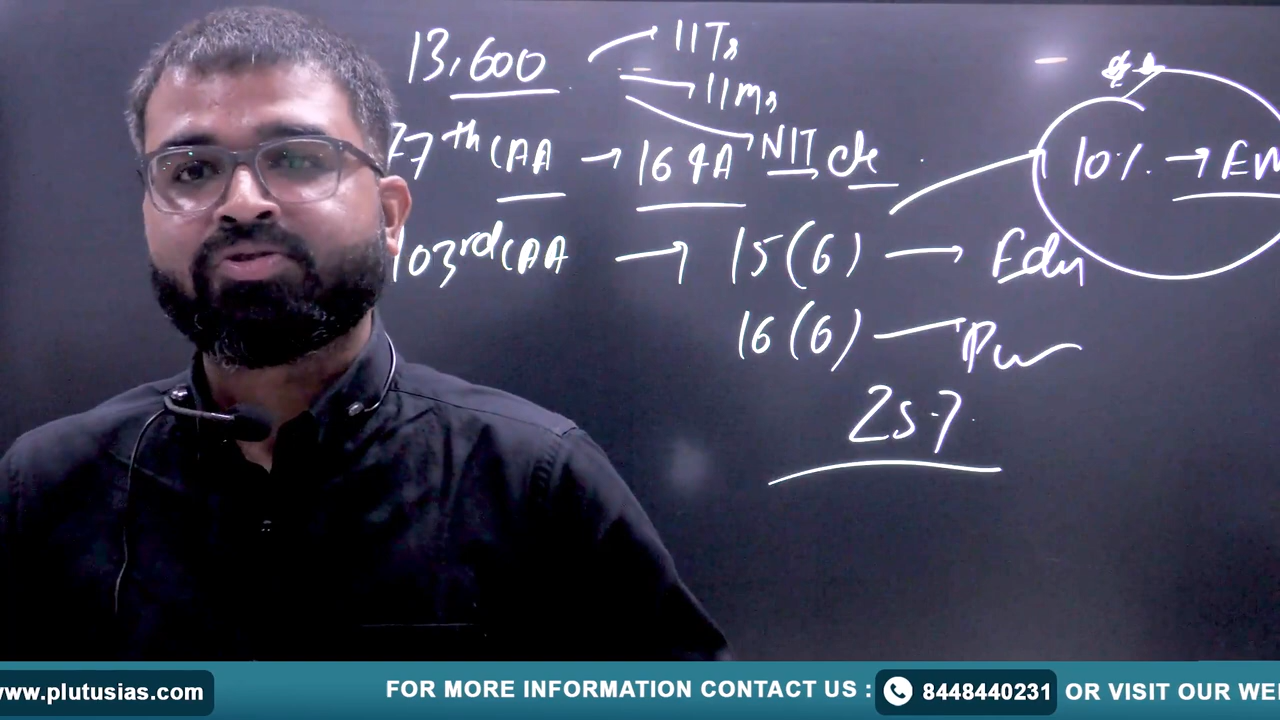 13,600 → IITs
→ IIMs
77th CAA → 16 4A NIT etc
10% → EW
103rd CAA → 15(6) → Edu
16(6) —
25.7
www.plutusias.com FOR MORE INFORMATION CONTACT US : 8448440231 OR VISIT OUR WE